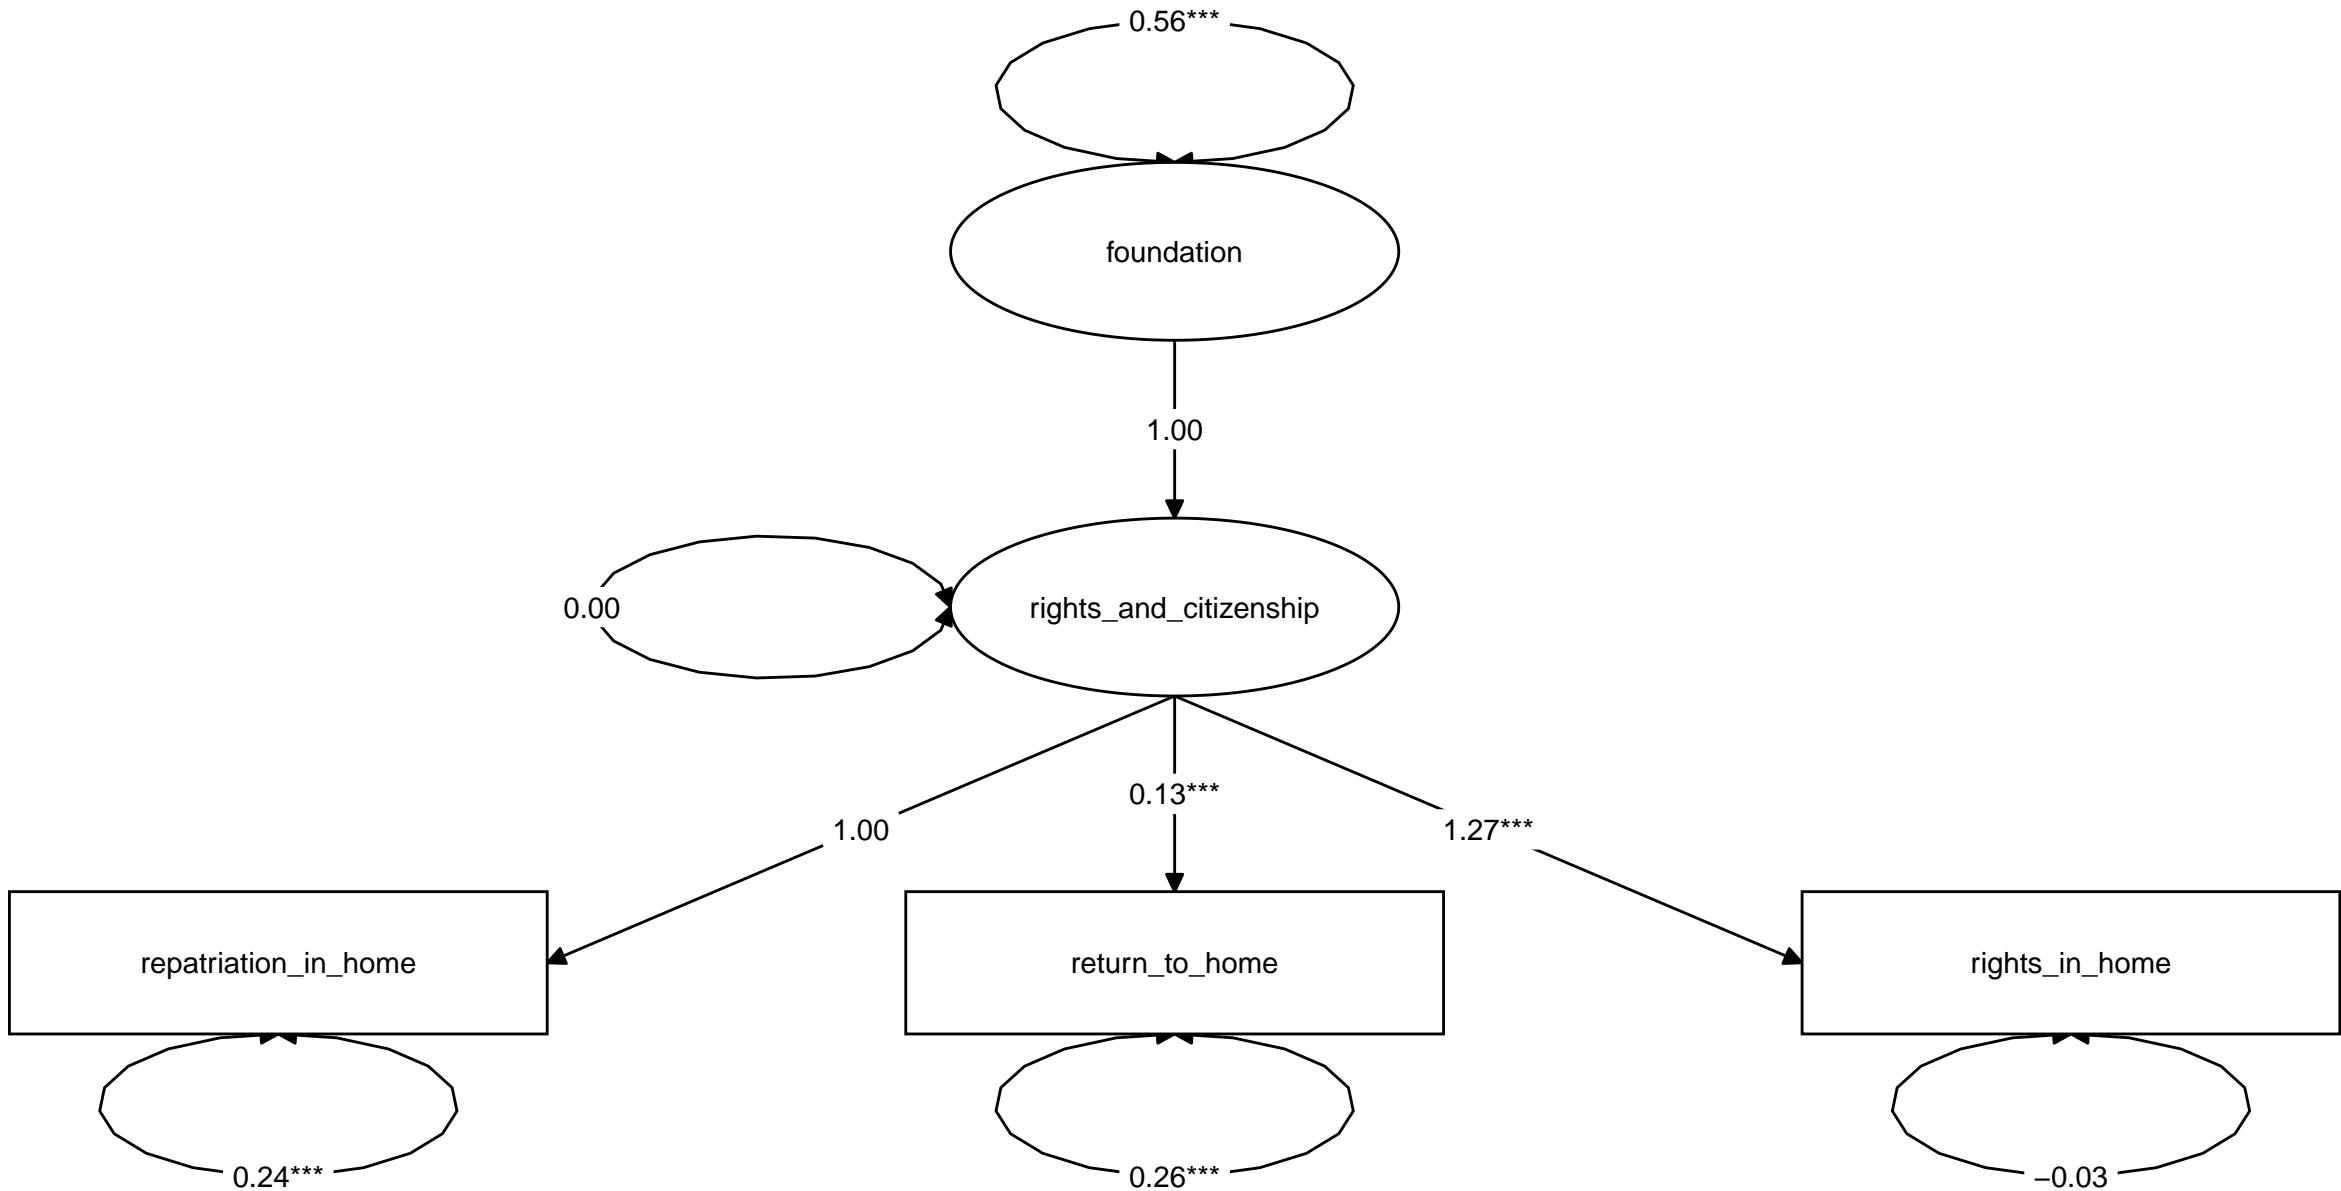 0.56***
foundation
1.00
0.00
rights_and_citizenship
0.13***
1.00
1.27***
repatriation_in_home
return_to_home
rights_in_home
0.24***
0.26***
−0.03